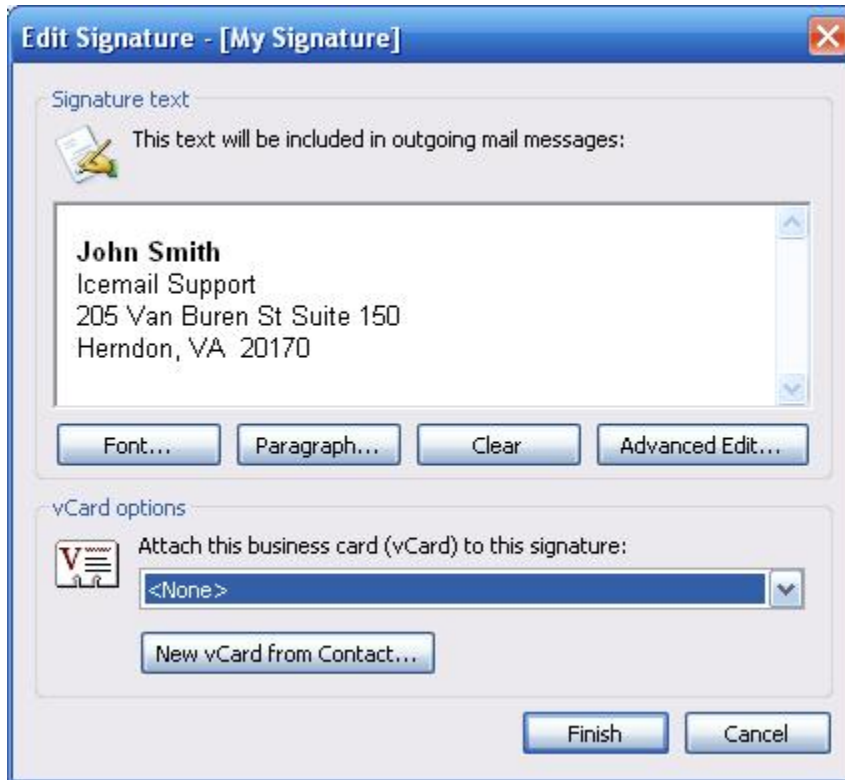 Edit Signature - [My Signature]
Signature text
This text will be included in outgoing mail messages:
John Smith
Icemail Support
205 Van Buren St Suite 150
Herndon, VA  20170
Font... Paragraph... Clear Advanced Edit...
vCard options
V
Attach this business card (vCard) to this signature:
<None>
New vCard from Contact...
Finish Cancel